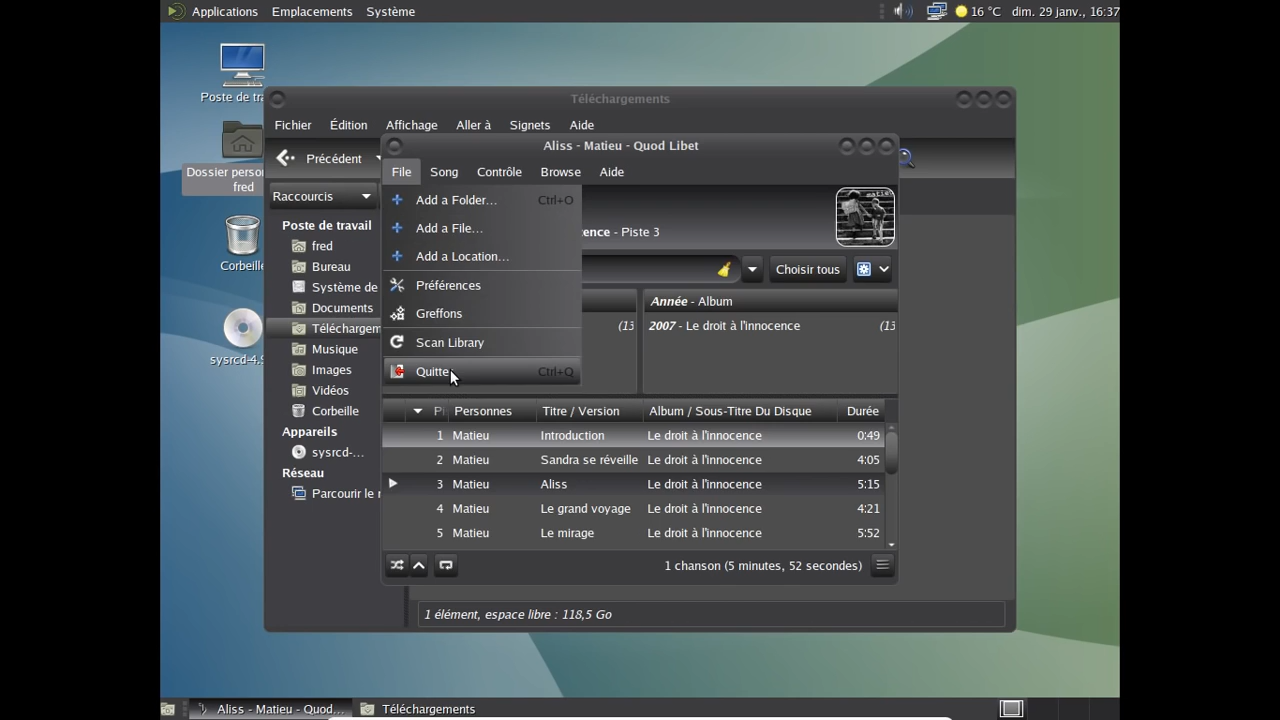 Applications Emplacements Système 16 °C dim. 29 janv., 16:37
Poste de tra
Dossier person
fred
Corbeille
sysrcd-4.9
Téléchargements
Fichier Édition Affichage Aller à Signets Aide
Précédent
Raccourcis
Poste de travail
fred
Bureau
Système de
Documents
Téléchargem
Musique
Images
Vidéos
Corbeille
Appareils
sysrcd-...
Réseau
Parcourir le r
1 élément, espace libre : 118,5 Go
Aliss - Matieu - Quod Libet
File Song Contrôle Browse Aide
Add a Folder... Ctrl+O
Add a File...
Add a Location...
Préférences
Greffons
Scan Library
Quitte Ctrl+Q
ence - Piste 3
matieu
Choisir tous
Année - Album
(13 2007 - Le droit à l'innocence (13
Pi Personnes Titre / Version Album / Sous-Titre Du Disque Durée
1 Matieu Introduction Le droit à l'innocence 0:49
2 Matieu Sandra se réveille Le droit à l'innocence 4:05
3 Matieu Aliss Le droit à l'innocence 5:15
4 Matieu Le grand voyage Le droit à l'innocence 4:21
5 Matieu Le mirage Le droit à l'innocence 5:52
1 chanson (5 minutes, 52 secondes)
Aliss - Matieu - Quod... Téléchargements